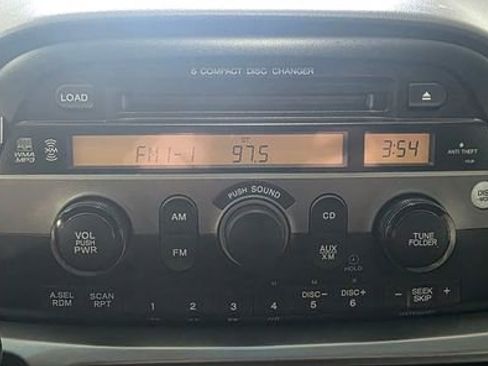 6 COMPACT DISC CHANGER
LOAD
WMA
MP3
XM
ST
FM1-1 97.5
3:54
ANTI THEFT
PUSH SOUND
VOL
PUSH
PWR
AM
FM
CD
AUX
XM
HOLD
TUNE
FOLDER
A.SEL
RDM
SCAN
RPT
1 2 3 4
DISC−
5
DISC+
6
− SEEK +
SKIP